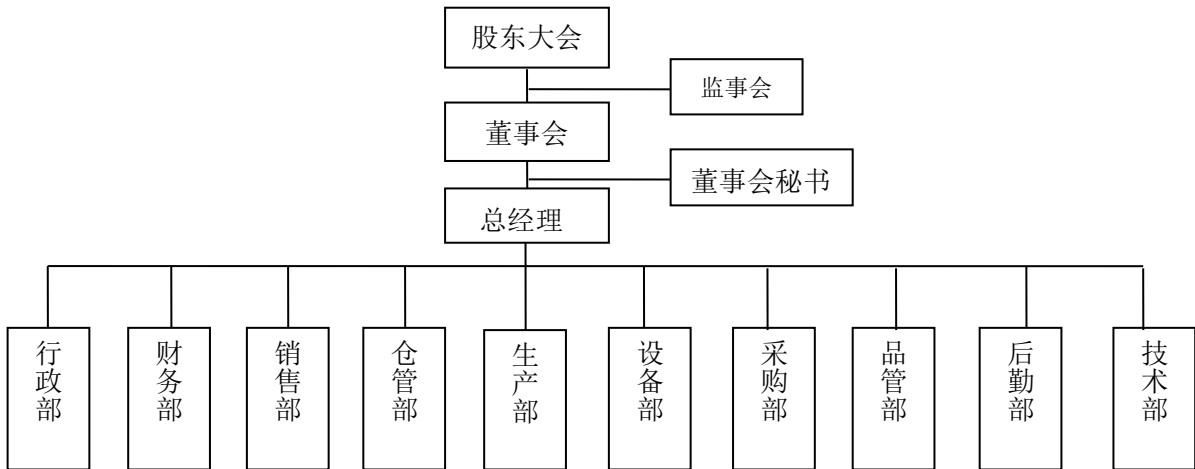 股东大会
监事会
董事会
董事会秘书
总经理
行政部
财务部
销售部
仓管部
生产部
设备部
采购部
品管部
后勤部
技术部